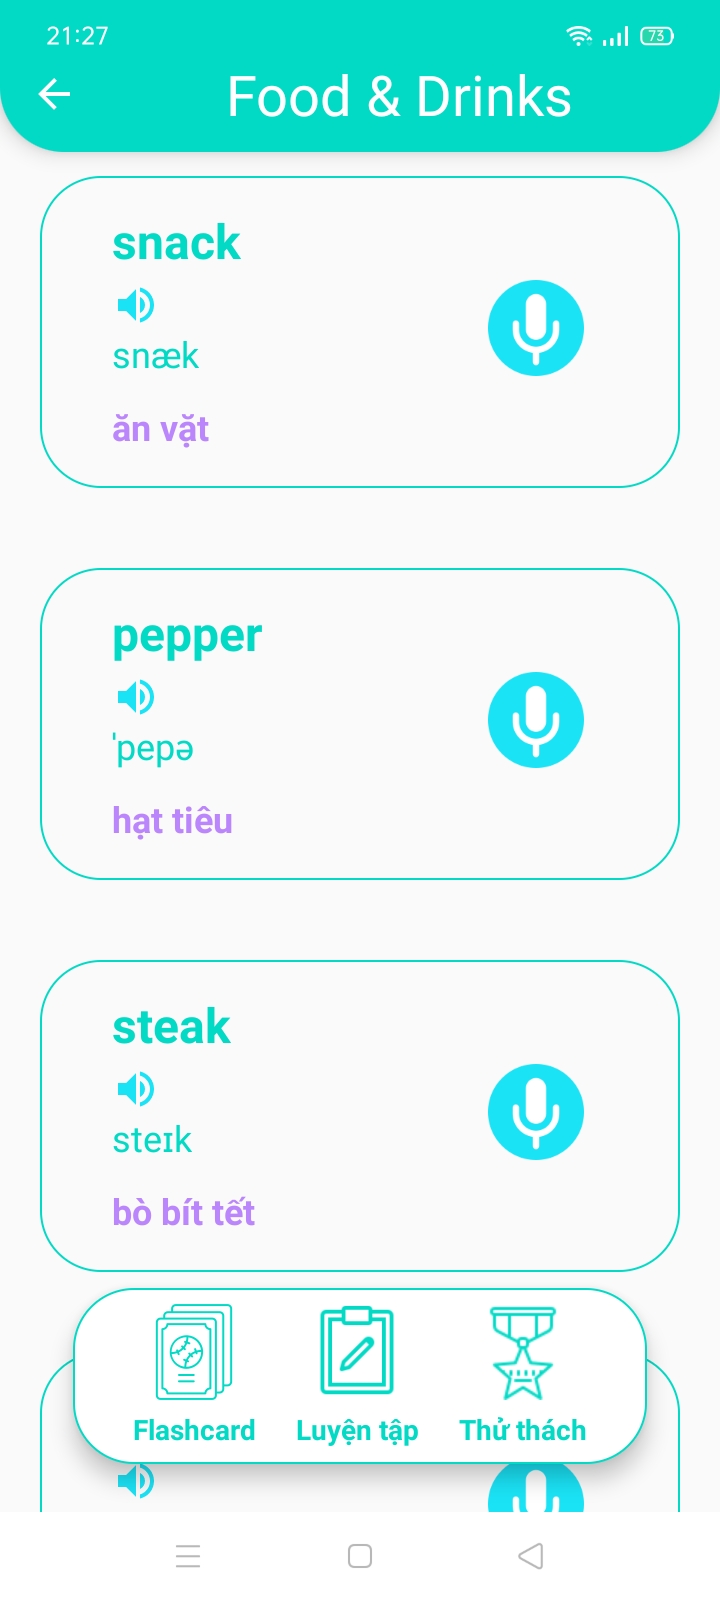 21:27
73
Food & Drinks
snack
snæk
ăn vặt
pepper
ˈpepə
hạt tiêu
steak
steɪk
bò bít tết
Flashcard
Luyện tập
Thử thách